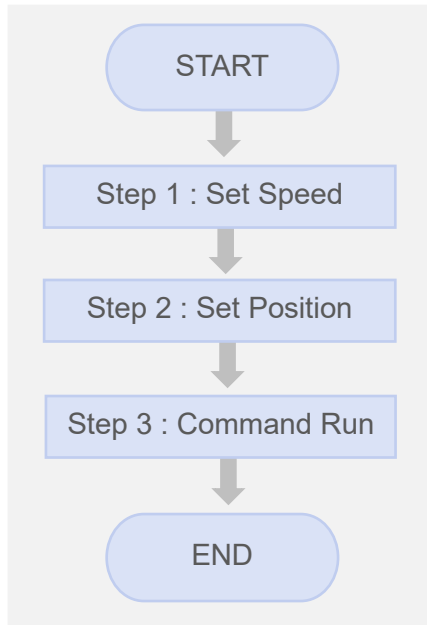 START
Step 1 : Set Speed
Step 2 : Set Position
Step 3 : Command Run
END